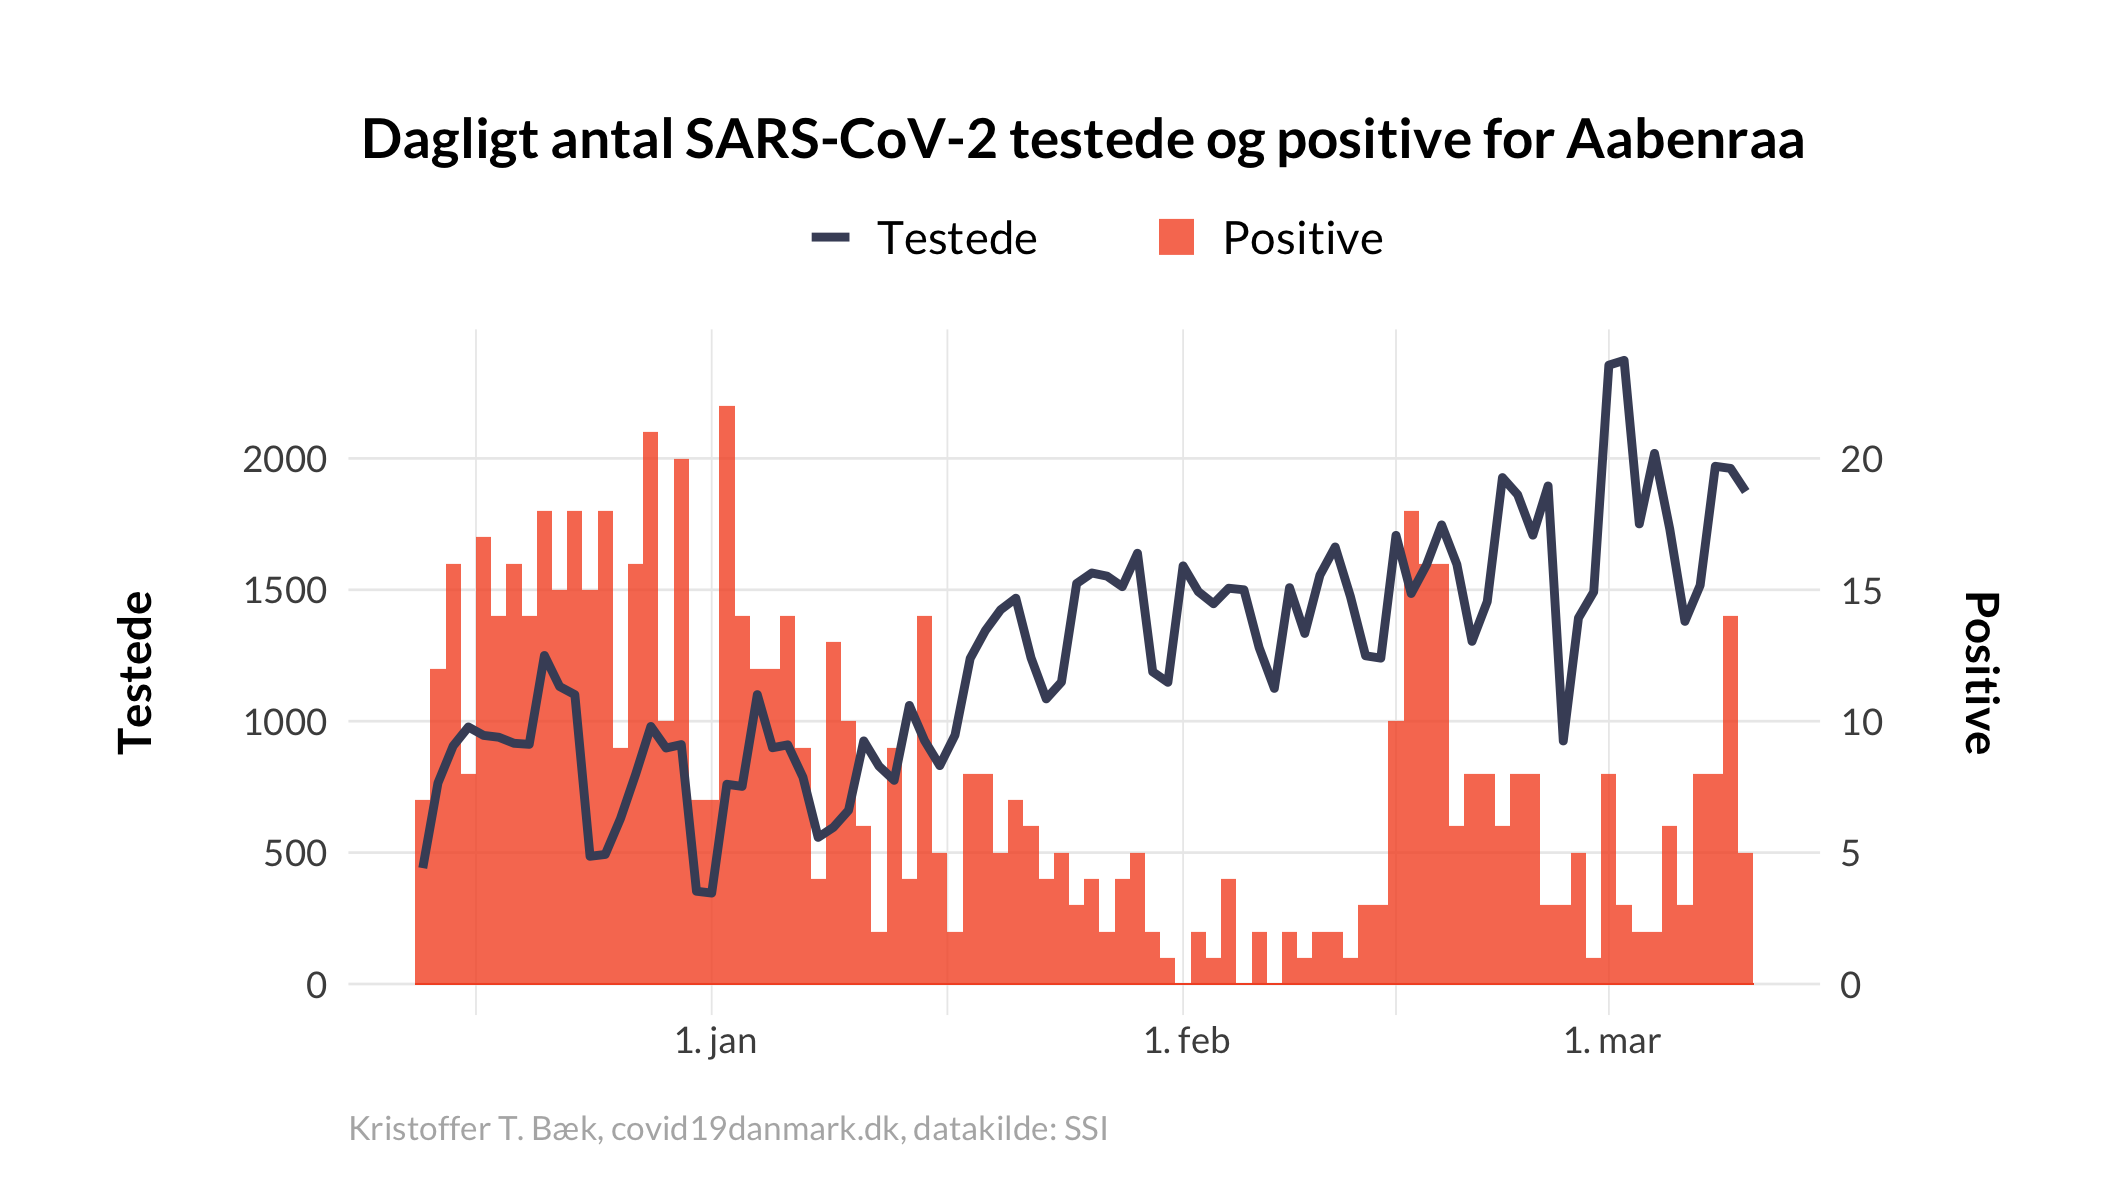 Dagligt antal SARS-CoV-2 testede og positive for Aabenraa
Testede
Positive
Testede
2000
1500
1000
500
0
20
15
10
5
0
Positive
1. jan
1. feb
1. mar
Kristoffer T. Bæk, covid19danmark.dk, datakilde: SSI